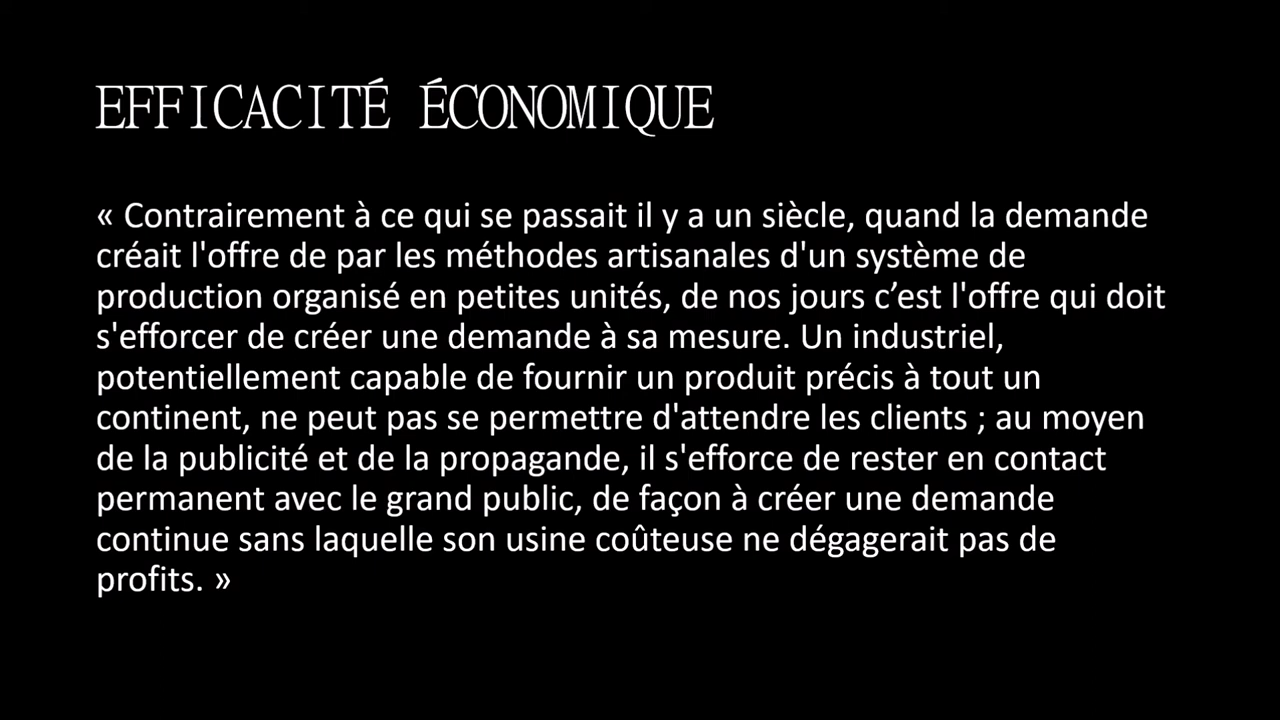 EFFICACITÉ ÉCONOMIQUE
« Contrairement à ce qui se passait il y a un siècle, quand la demande
créait l'offre de par les méthodes artisanales d'un système de
production organisé en petites unités, de nos jours c’est l'offre qui doit
s'efforcer de créer une demande à sa mesure. Un industriel,
potentiellement capable de fournir un produit précis à tout un
continent, ne peut pas se permettre d'attendre les clients ; au moyen
de la publicité et de la propagande, il s'efforce de rester en contact
permanent avec le grand public, de façon à créer une demande
continue sans laquelle son usine coûteuse ne dégagerait pas de
profits. »